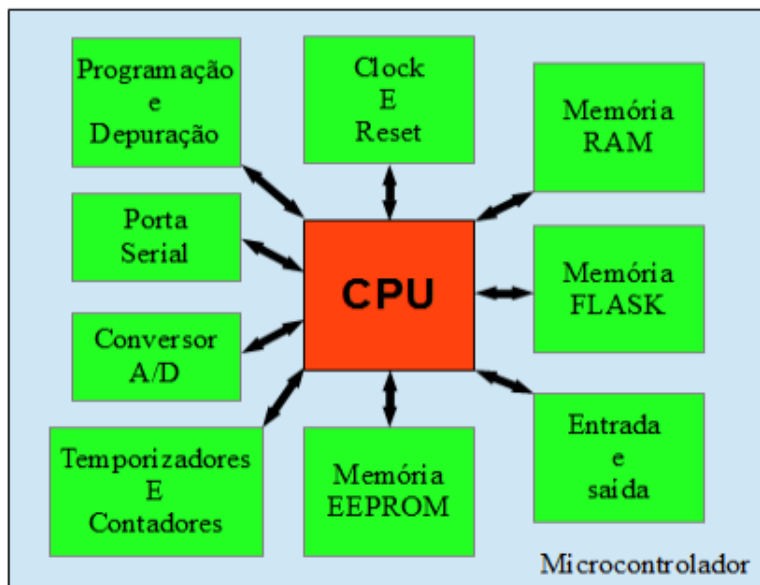 Programação
e
Depuração
Clock
E
Reset
Memória
RAM
Porta
Serial
CPU
Memória
FLASK
Conversor
A/D
Temporizadores
E
Contadores
Memória
EEPROM
Entrada
e
saída
Microcontrolador